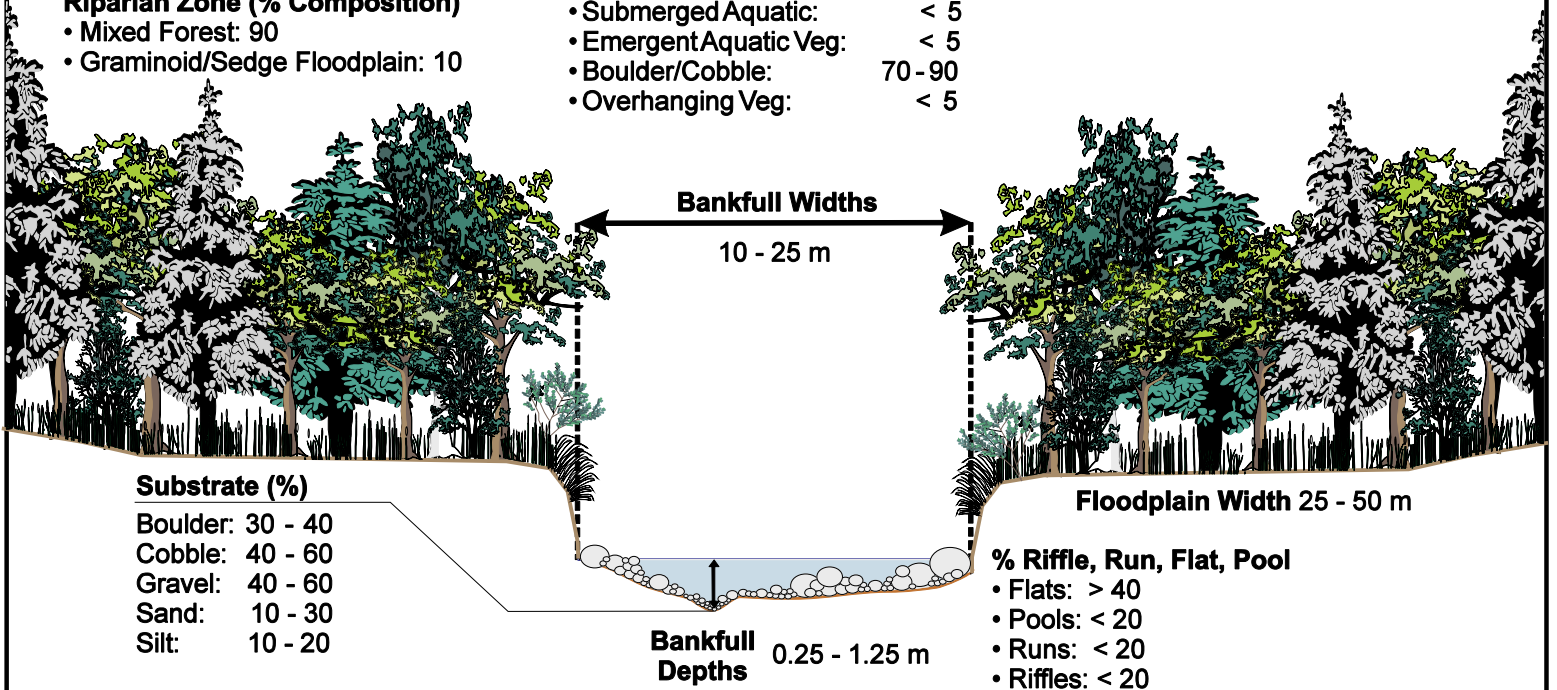 Riparian Zone (% Composition)
• Mixed Forest: 90
• Graminoid/Sedge Floodplain: 10
• Submerged Aquatic: < 5
• Emergent Aquatic Veg: < 5
• Boulder/Cobble: 70 - 90
• Overhanging Veg: < 5
Bankfull Widths
10 - 25 m
Substrate (%)
Boulder: 30 - 40
Cobble: 40 - 60
Gravel: 40 - 60
Sand: 10 - 30
Silt: 10 - 20
Floodplain Width 25 - 50 m
% Riffle, Run, Flat, Pool
• Flats: > 40
• Pools: < 20
• Runs: < 20
• Riffles: < 20
Bankfull
Depths
0.25 - 1.25 m